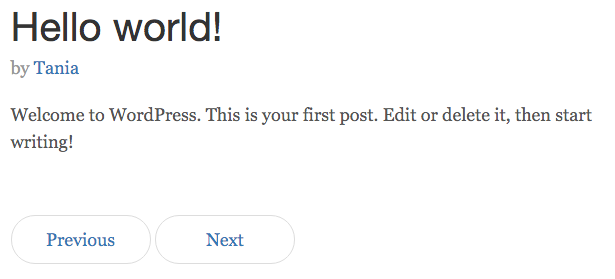 Hello world!
by Tania
Welcome to WordPress. This is your first post. Edit or delete it, then start
writing!
Previous Next